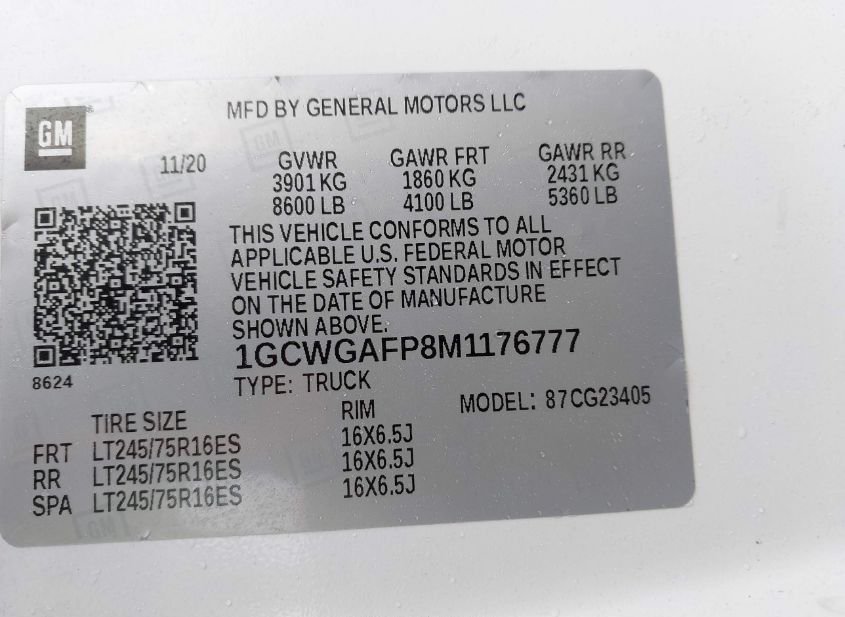 GM
MFD BY GENERAL MOTORS LLC
11/20 GVWR GAWR FRT GAWR RR
3901 KG 1860 KG 2431 KG
8600 LB 4100 LB 5360 LB
THIS VEHICLE CONFORMS TO ALL
APPLICABLE U.S. FEDERAL MOTOR
VEHICLE SAFETY STANDARDS IN EFFECT
ON THE DATE OF MANUFACTURE
SHOWN ABOVE.
1GCWGAFP8M1176777
8624
TYPE: TRUCK
MODEL: 87CG23405
TIRE SIZE RIM
FRT LT245/75R16ES 16X6.5J
RR LT245/75R16ES 16X6.5J
SPA LT245/75R16ES 16X6.5J